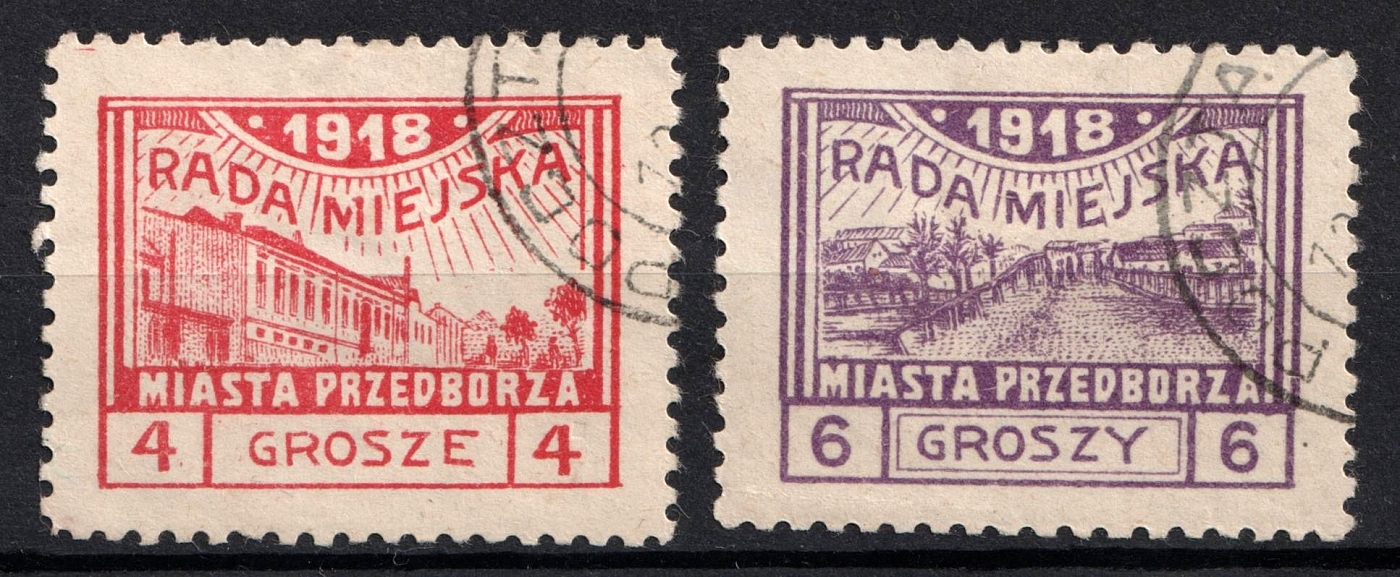 1918
RADA MIEJSKA
MIASTA PRZEDBORZA
4 GROSZE 4
1918
RADA MIEJSKA
MIASTA PRZEDBORZA
6 GROSZY 6